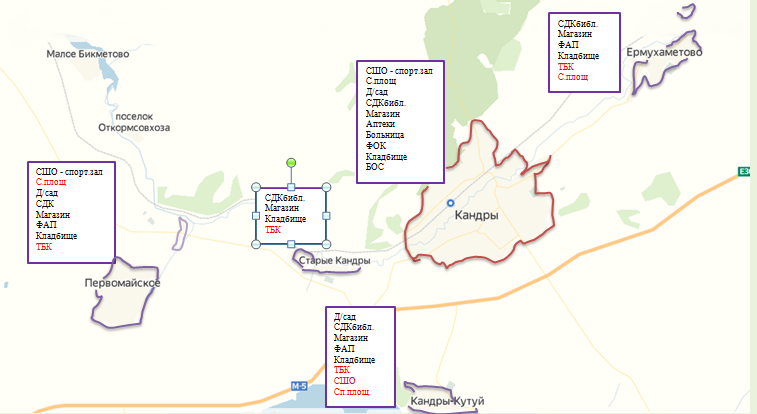 СДКбибл.
Магазин
ФАП
Кладбище
ТБК
С.площ
Ермухаметово
Малое Бикметово
поселок
Откормсовхоза
СШО - спорт.зал
С.площ
Д/сад
СДКбибл.
Магазин
Аптеки
Больница
ФОК
Кладбище
БОС
СШО - спорт.зал
С.площ
Д/сад
СДК
Магазин
ФАП
Кладбище
ТБК
СДКбибл.
Магазин
Кладбище
ТБК
Кандры
Старые Кандры
Первомайское
Д/сад
СДКбибл.
Магазин
ФАП
Кладбище
ТБК
СШО
Сп.площ
М-5
Кандры-Кутуй